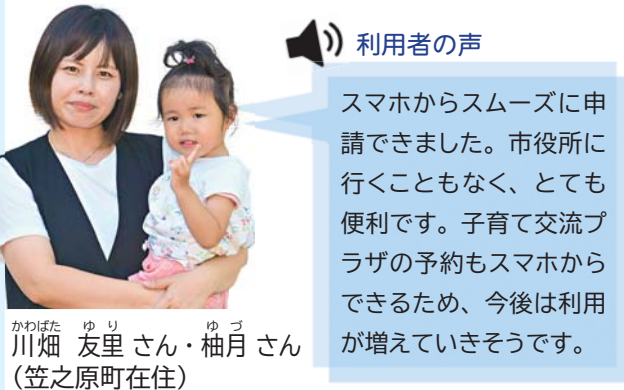 利用者の声
スマホからスムーズに申
請できました。市役所に
行くこともなく、とても
便利です。子育て交流プ
ラザの予約もスマホから
できるため、今後は利用
が増えていきそうです。
かわばた ゆり ゆづ
川畑 友里 さん・柚月 さん
(笠之原町在住)